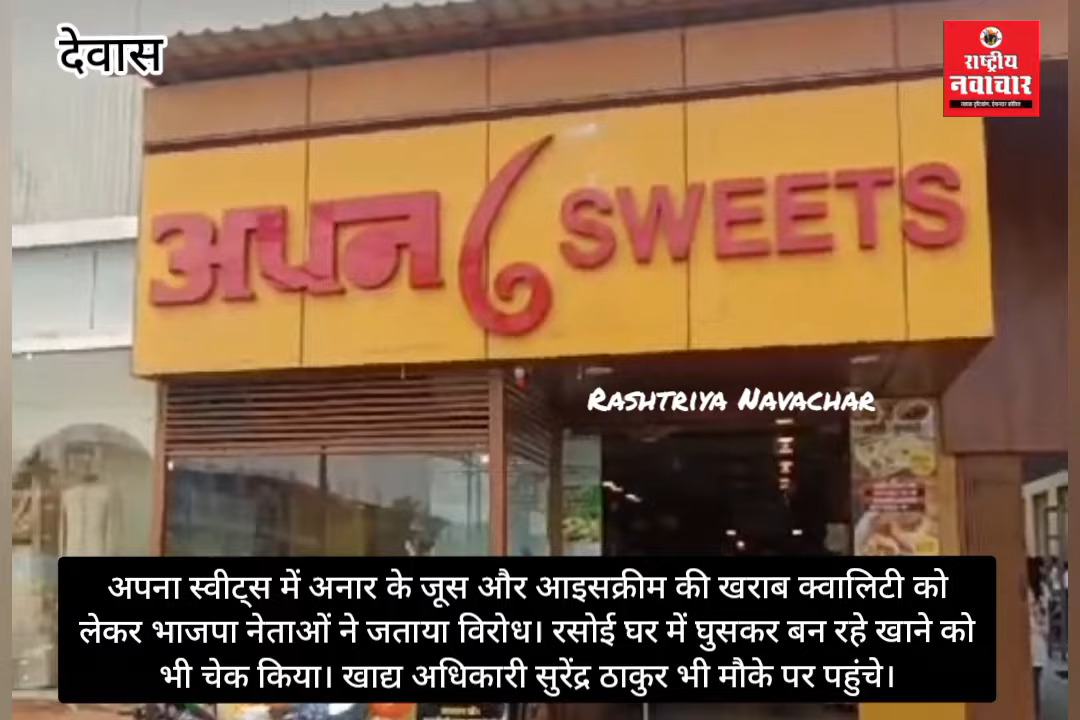 देवास
राष्ट्रीय
नवाचार
अपना SWEETS
RASHTRIYA NAVACHAR
अपना स्वीट्स में अनार के जूस और आइसक्रीम की खराब क्वालिटी को
लेकर भाजपा नेताओं ने जताया विरोध। रसोई घर में घुसकर बन रहे खाने को
भी चेक किया। खाद्य अधिकारी सुरेंद्र ठाकुर भी मौके पर पहुंचे।